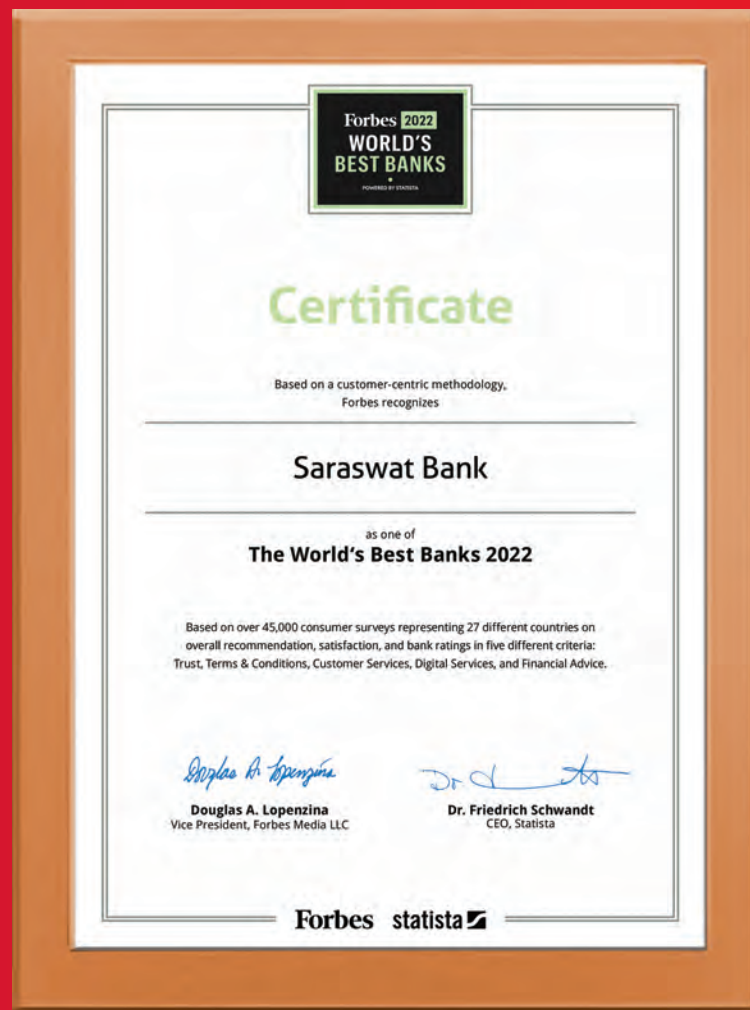 Forbes 2022
WORLD'S
BEST BANKS
POWERED BY STATISTA
Certificate
Based on a customer-centric methodology,
Forbes recognizes
Saraswat Bank
as one of
The World's Best Banks 2022
Based on over 45,000 consumer surveys representing 27 different countries on
overall recommendation, satisfaction, and bank ratings in five different criteria:
Trust, Terms & Conditions, Customer Services, Digital Services, and Financial Advice.
Douglas A. Lopenzina
Dr.
Douglas A. Lopenzina
Dr. Friedrich Schwandt
Vice President, Forbes Media LLC
CEO, Statista
Forbes statista